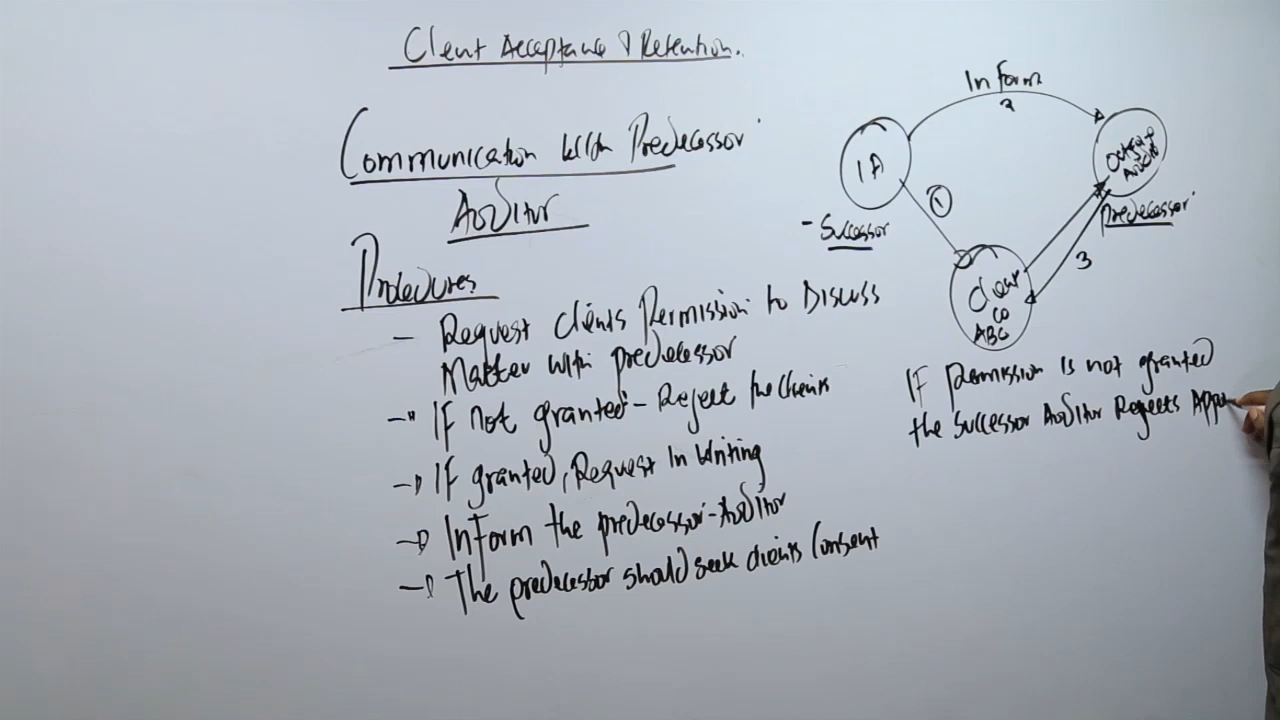 Client Acceptance & Retention.
Communication With Predecessor
Auditor
Procedures
- Request clients Permission to Discuss
Matter With predecessor
- If not granted - Reject the clients
- If granted, Request In Writing
- Inform the predecessor-Auditor
- The predecessor should seek clients Consent
Inform
2
IA
Auditor
1
- Successor
Predecessor
3
Client
CO
ABC
If Permission is not granted
the Successor Auditor Rejects App